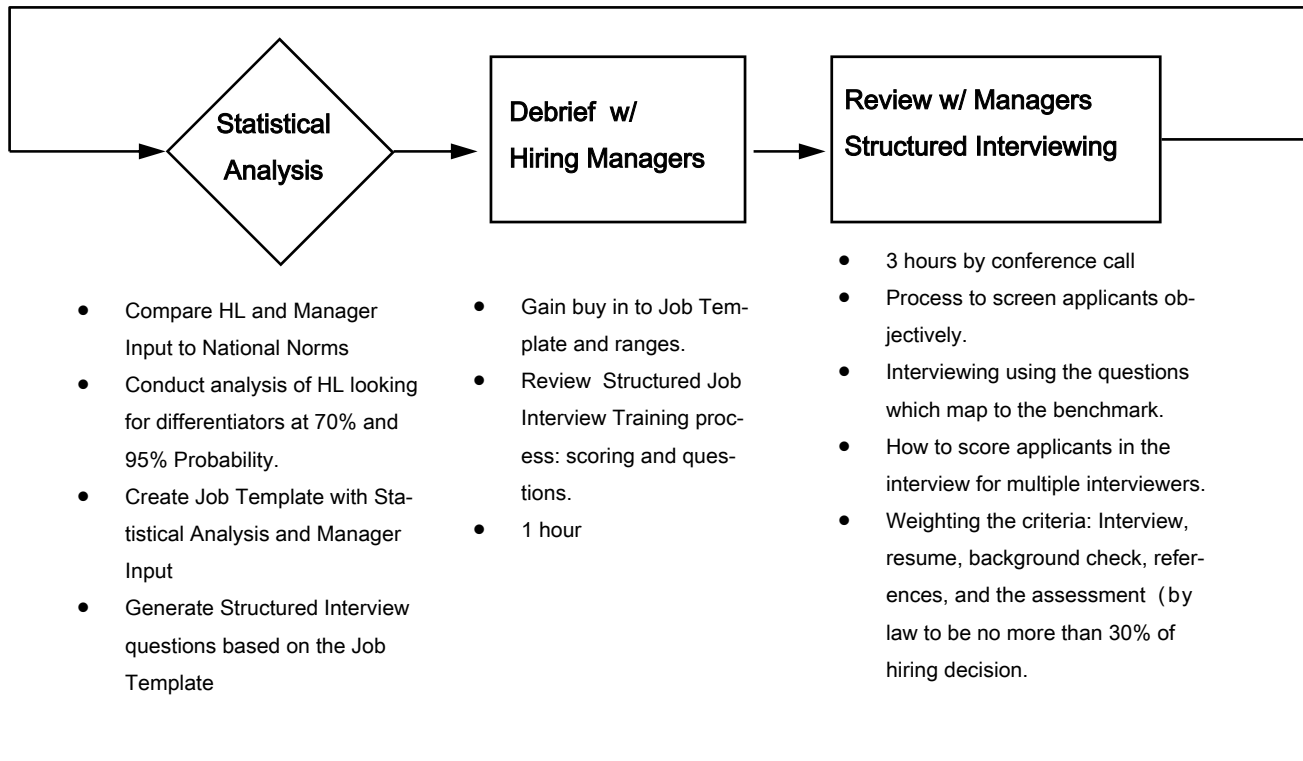 Statistical
Analysis
Debrief w/
Hiring Managers
Review w/ Managers
Structured Interviewing
● Compare HL and Manager
Input to National Norms
● Conduct analysis of HL looking
for differentiators at 70% and
95% Probability.
● Create Job Template with Sta-
tistical Analysis and Manager
Input
● Generate Structured Interview
questions based on the Job
Template
● Gain buy in to Job Tem-
plate and ranges.
● Review Structured Job
Interview Training proc-
ess: scoring and ques-
tions.
● 1 hour
● 3 hours by conference call
● Process to screen applicants ob-
jectively.
● Interviewing using the questions
which map to the benchmark.
● How to score applicants in the
interview for multiple interviewers.
● Weighting the criteria: Interview,
resume, background check, refer-
ences, and the assessment (by
law to be no more than 30% of
hiring decision.